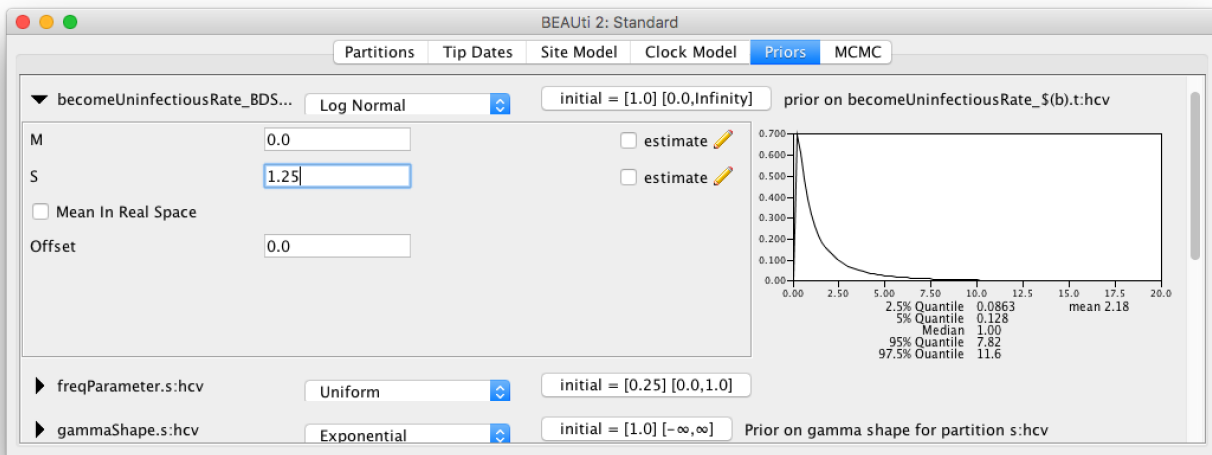 BEAUti 2: Standard
Partitions Tip Dates Site Model Clock Model Priors MCMC
becomeUninfectiousRate_BDS... Log Normal initial = [1.0] [0.0,Infinity] prior on becomeUninfectiousRate_$(b).t:hcv
M 0.0 estimate
S 1.25 estimate
Mean In Real Space
Offset 0.0
0.700
0.600
0.500
0.400
0.300
0.200
0.100
0.00
0.00 2.50 5.00 7.50 10.0 12.5 15.0 17.5 20.0
2.5% Quantile 0.0863 mean 2.18
5% Quantile 0.128
Median 1.00
95% Quantile 7.82
97.5% Quantile 11.6
freqParameter.s:hcv Uniform initial = [0.25] [0.0,1.0]
gammaShape.s:hcv Exponential initial = [1.0] [-∞,∞] Prior on gamma shape for partition s:hcv